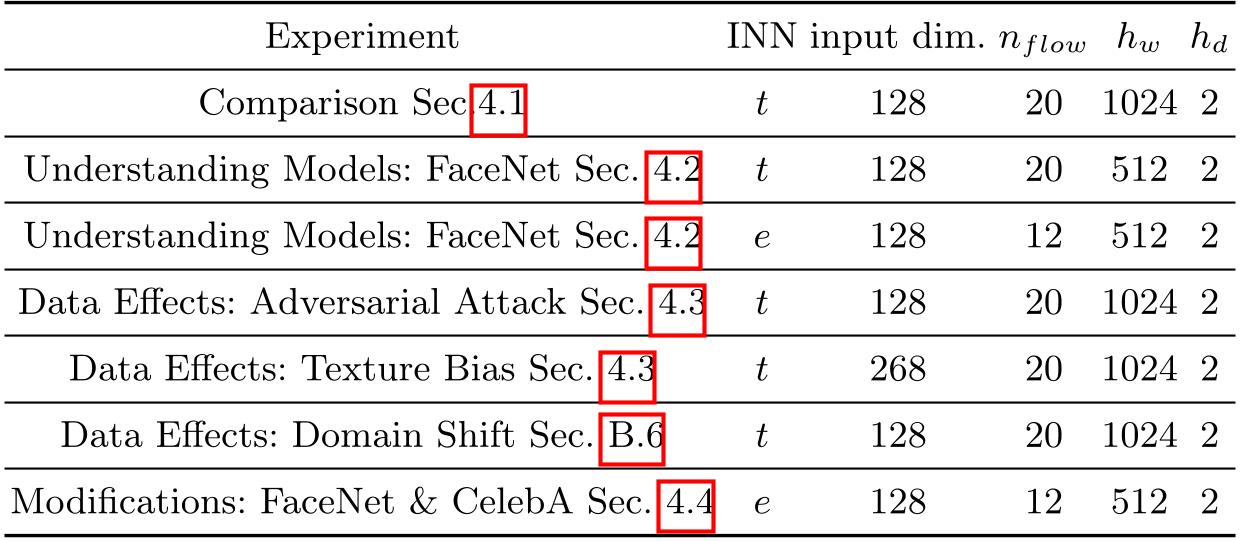 Experiment INN input dim. n_flow h_w h_d
Comparison Sec.4.1 t 128 20 1024 2
Understanding Models: FaceNet Sec. 4.2 t 128 20 512 2
Understanding Models: FaceNet Sec. 4.2 e 128 12 512 2
Data Effects: Adversarial Attack Sec. 4.3 t 128 20 1024 2
Data Effects: Texture Bias Sec. 4.3 t 268 20 1024 2
Data Effects: Domain Shift Sec. B.6 t 128 20 1024 2
Modifications: FaceNet & CelebA Sec. 4.4 e 128 12 512 2